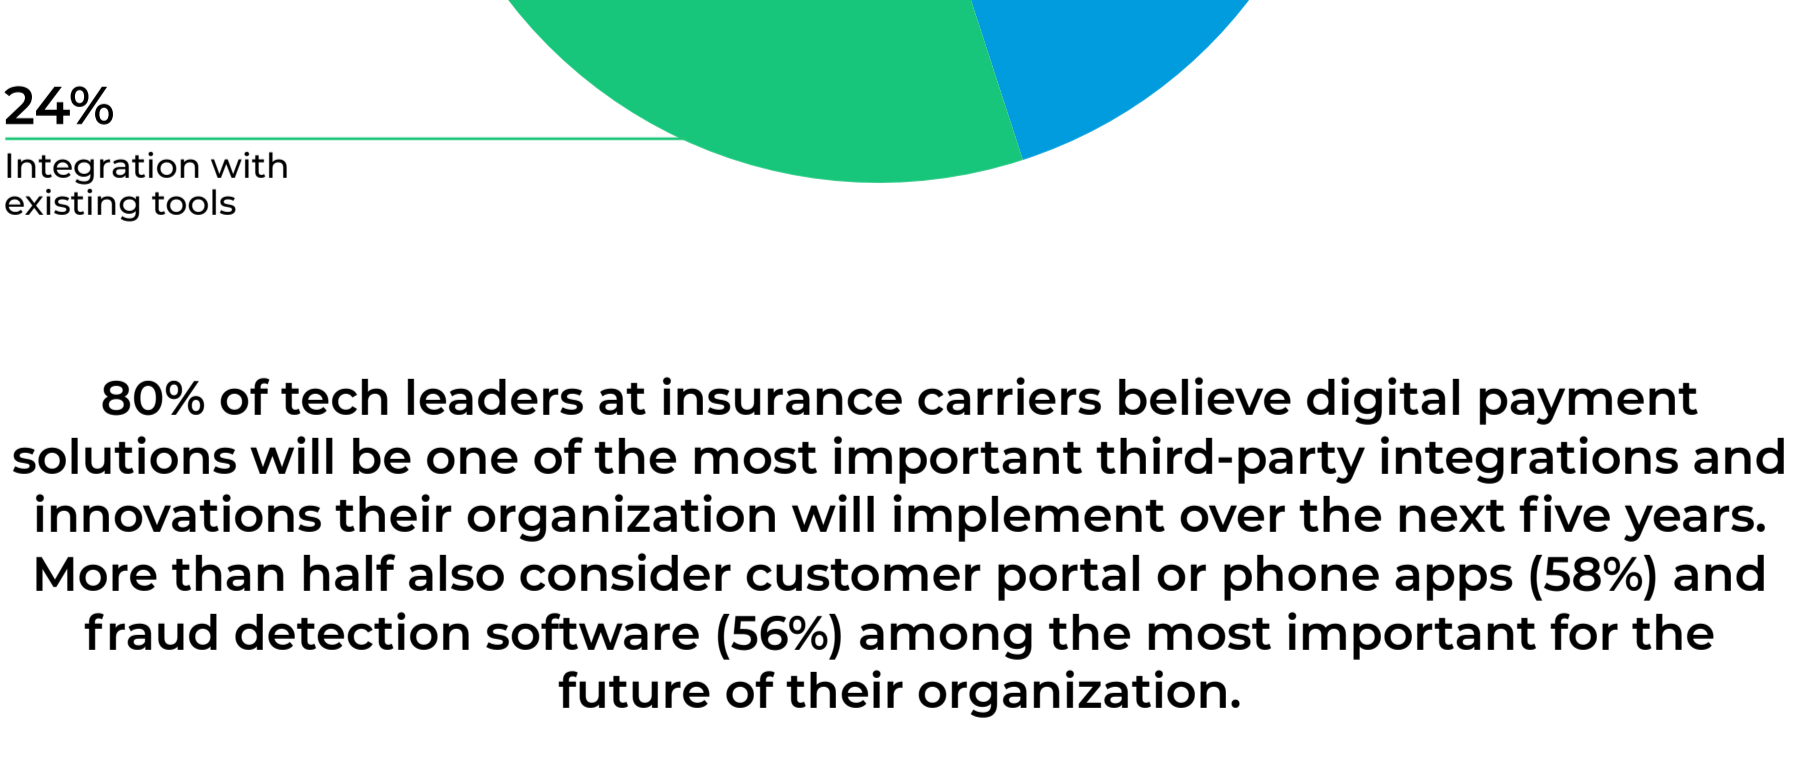 24%
Integration with
existing tools
80% of tech leaders at insurance carriers believe digital payment
solutions will be one of the most important third-party integrations and
innovations their organization will implement over the next five years.
More than half also consider customer portal or phone apps (58%) and
fraud detection software (56%) among the most important for the
future of their organization.